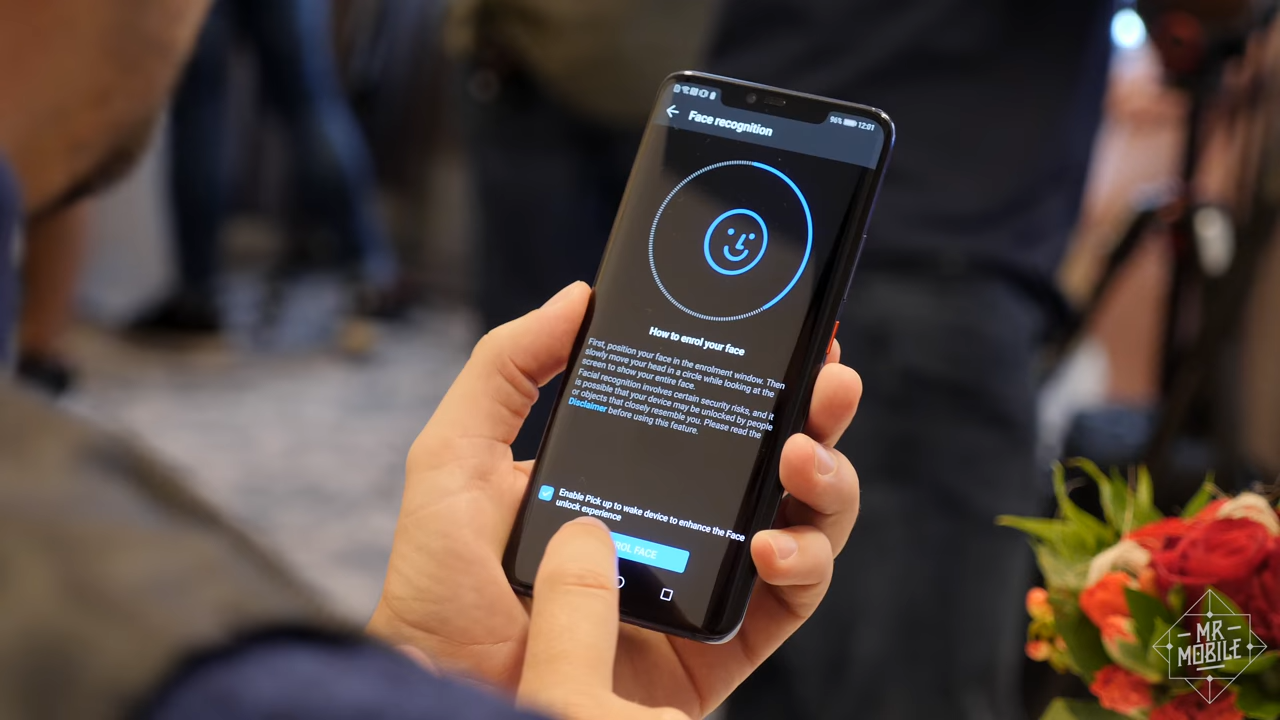 96% 12:01
Face recognition
How to enrol your face
First, position your face in the enrolment window. Then
slowly move your head in a circle while looking at the
screen to show your entire face.
Facial recognition involves certain security risks, and it
is possible that your device may be unlocked by people
or objects that closely resemble you. Please read the
Disclaimer before using this feature.
Enable Pick up to wake device to enhance the Face
unlock experience
FACE
MR
MOBILE